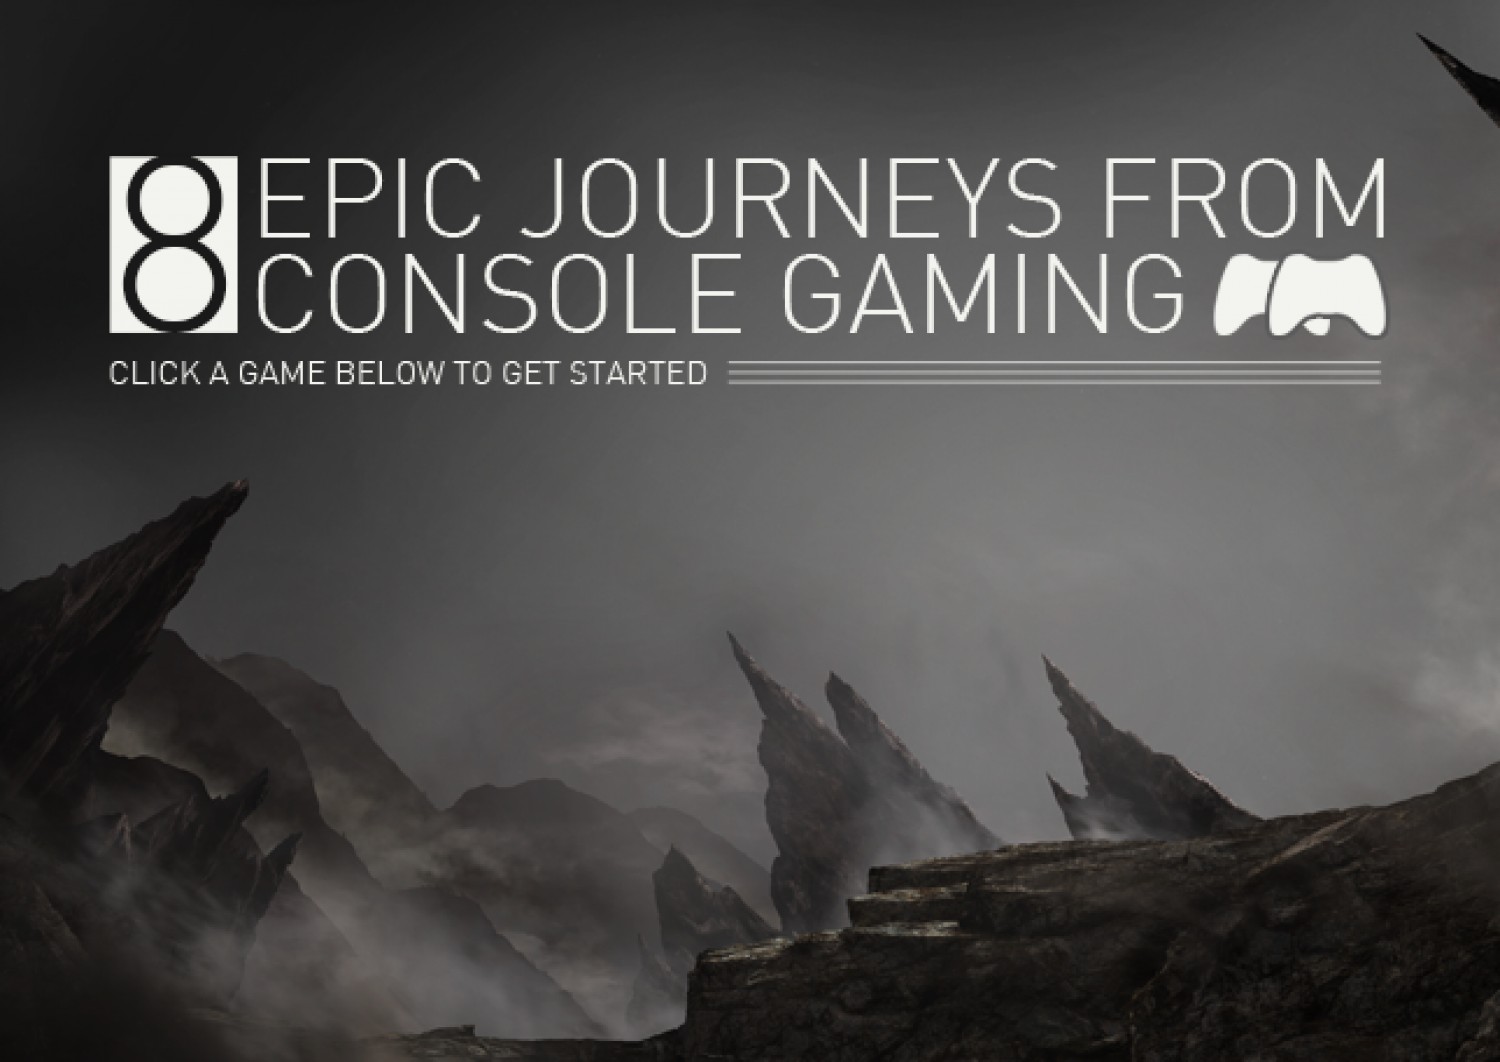 8 EPIC JOURNEYS FROM
CONSOLE GAMING
CLICK A GAME BELOW TO GET STARTED